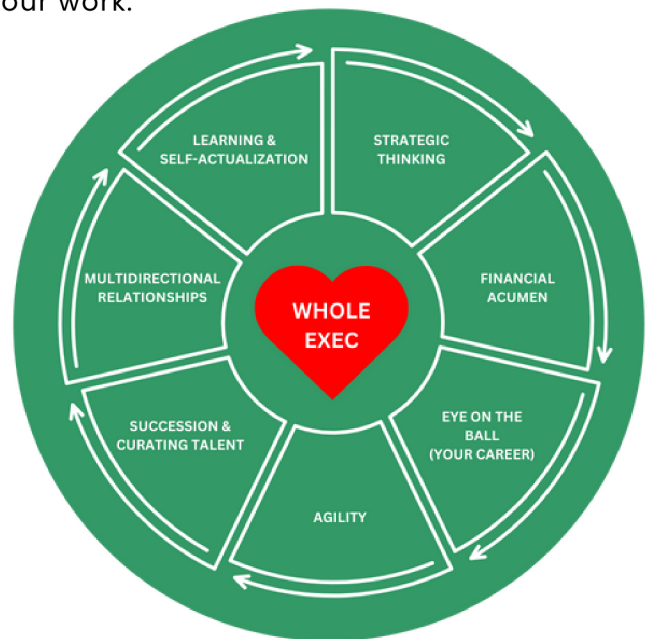 our work.
LEARNING &
SELF-ACTUALIZATION
STRATEGIC
THINKING
MULTIDIRECTIONAL
RELATIONSHIPS
WHOLE
EXEC
FINANCIAL
ACUMEN
SUCCESSION &
CURATING TALENT
EYE ON THE
BALL
(YOUR CAREER)
AGILITY